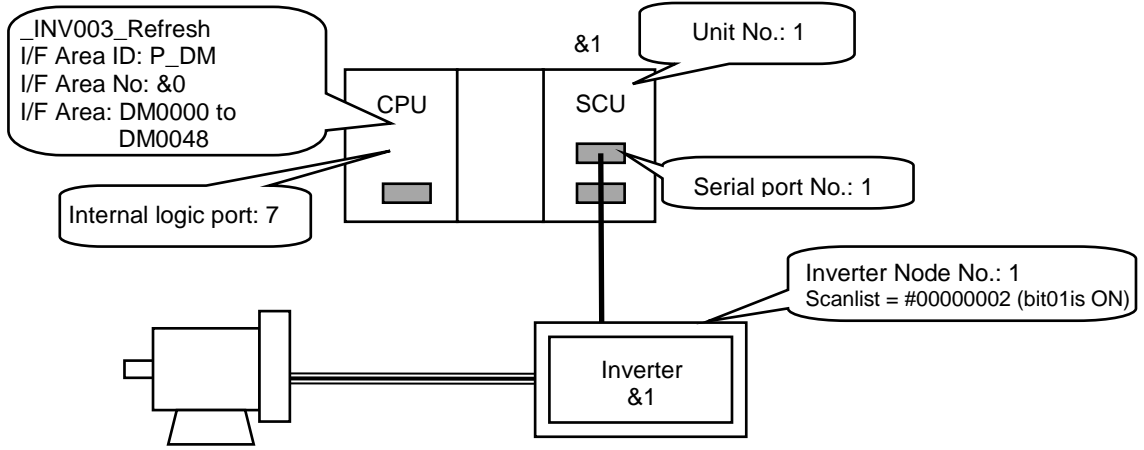 _INV003_Refresh
I/F Area ID: P_DM
I/F Area No: &0
I/F Area: DM0000 to
DM0048
&1
Unit No.: 1
CPU
SCU
Serial port No.: 1
Internal logic port: 7
Inverter Node No.: 1
Scanlist = #00000002 (bit01is ON)
Inverter
&1